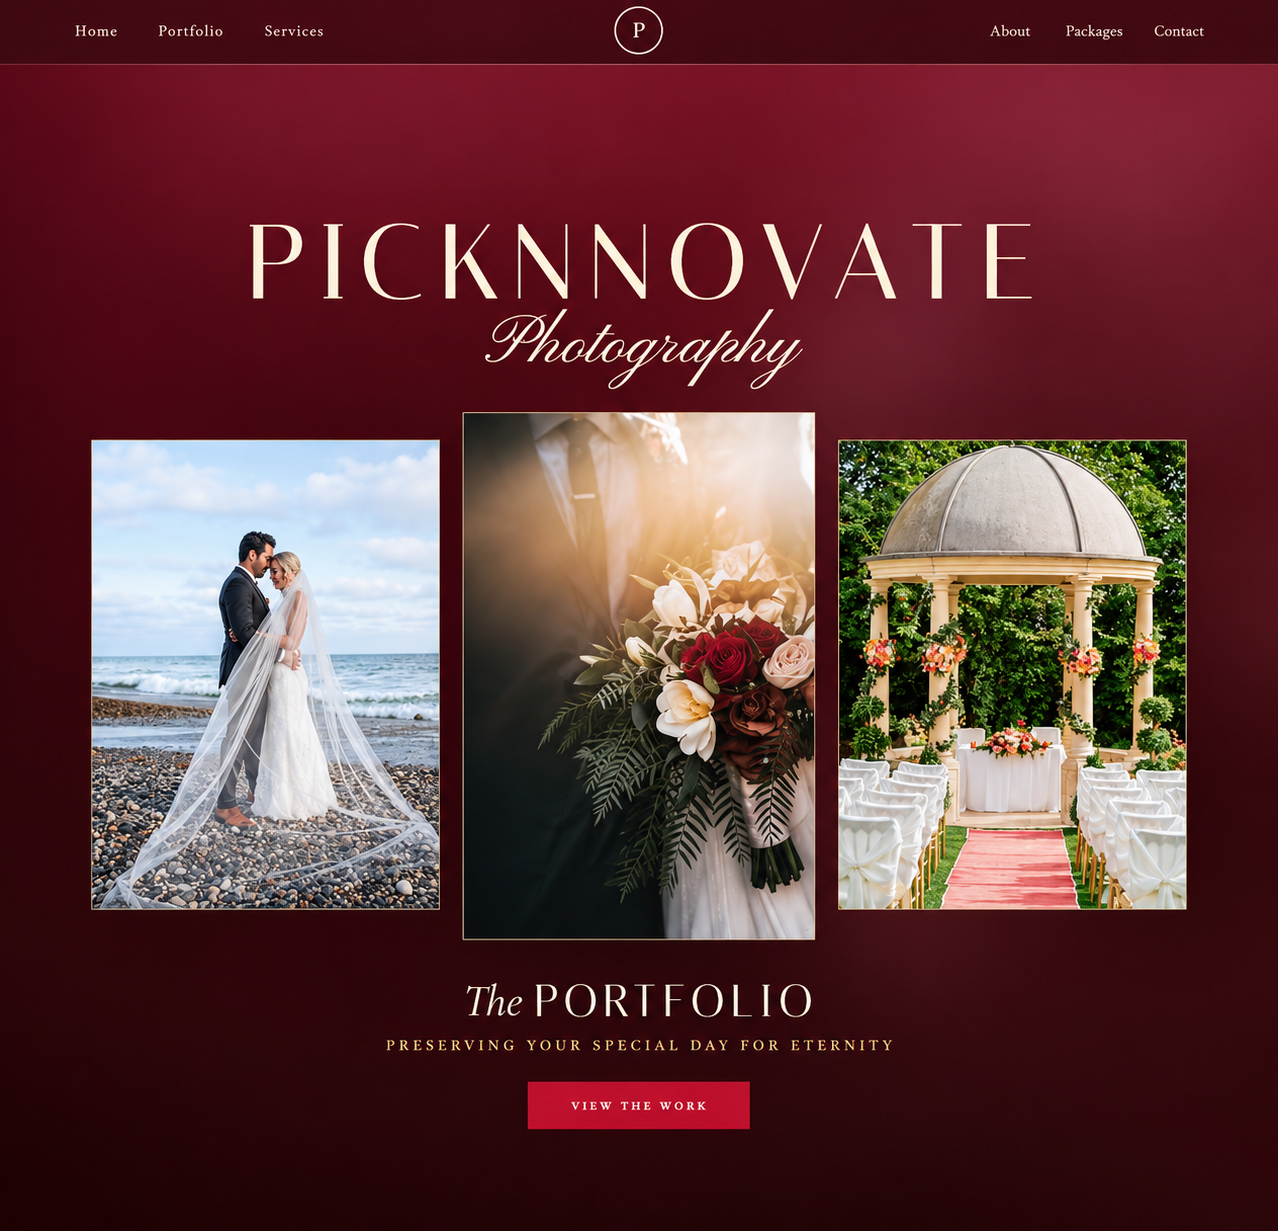 Home Portfolio Services P About Packages Contact
PICKNNOVATE
Photography
The PORTFOLIO
PRESERVING YOUR SPECIAL DAY FOR ETERNITY
VIEW THE WORK